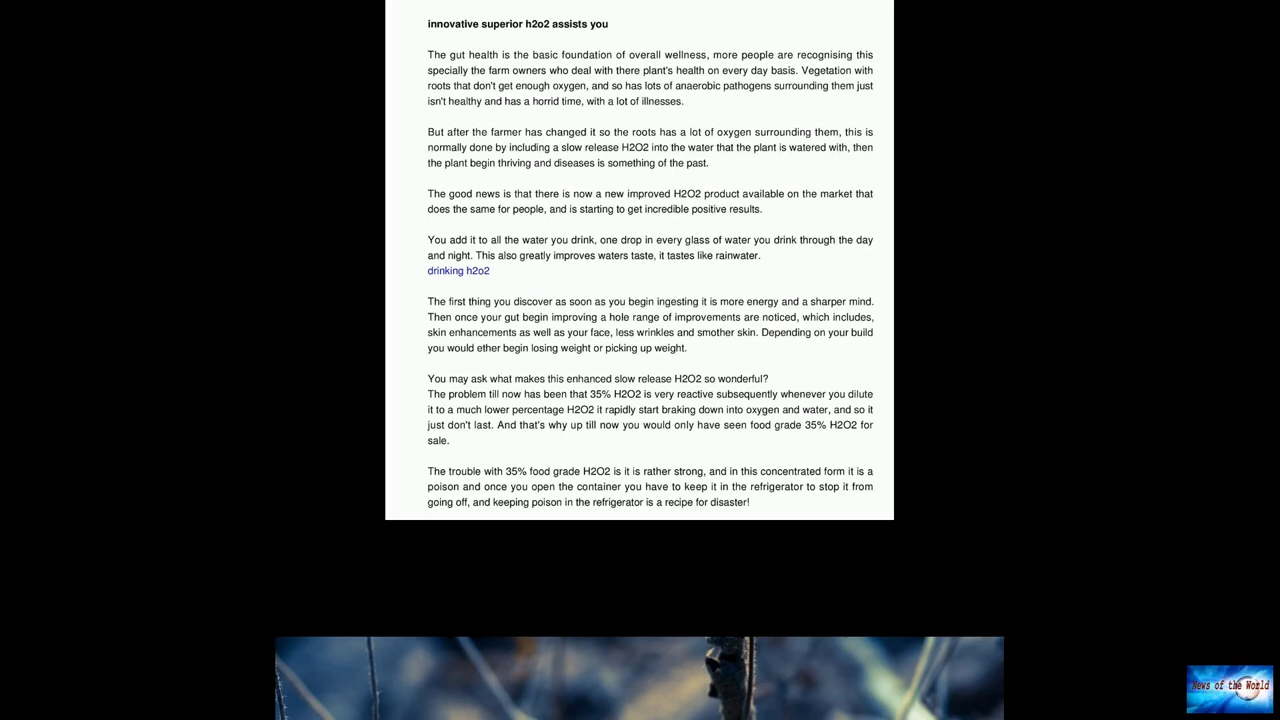 innovative superior h2o2 assists you
The gut health is the basic foundation of overall wellness, more people are recognising this
specially the farm owners who deal with there plant's health on every day basis. Vegetation with
roots that don't get enough oxygen, and so has lots of anaerobic pathogens surrounding them just
isn't healthy and has a horrid time, with a lot of illnesses.
But after the farmer has changed it so the roots has a lot of oxygen surrounding them, this is
normally done by including a slow release H2O2 into the water that the plant is watered with, then
the plant begin thriving and diseases is something of the past.
The good news is that there is now a new improved H2O2 product available on the market that
does the same for people, and is starting to get incredible positive results.
You add it to all the water you drink, one drop in every glass of water you drink through the day
and night. This also greatly improves waters taste, it tastes like rainwater.
drinking h2o2
The first thing you discover as soon as you begin ingesting it is more energy and a sharper mind.
Then once your gut begin improving a hole range of improvements are noticed, which includes,
skin enhancements as well as your face, less wrinkles and smother skin. Depending on your build
you would ether begin losing weight or picking up weight.
You may ask what makes this enhanced slow release H2O2 so wonderful?
The problem till now has been that 35% H2O2 is very reactive subsequently whenever you dilute
it to a much lower percentage H2O2 it rapidly start braking down into oxygen and water, and so it
just don't last. And that's why up till now you would only have seen food grade 35% H2O2 for
sale.
The trouble with 35% food grade H2O2 is it is rather strong, and in this concentrated form it is a
poison and once you open the container you have to keep it in the refrigerator to stop it from
going off, and keeping poison in the refrigerator is a recipe for disaster!
News of the World